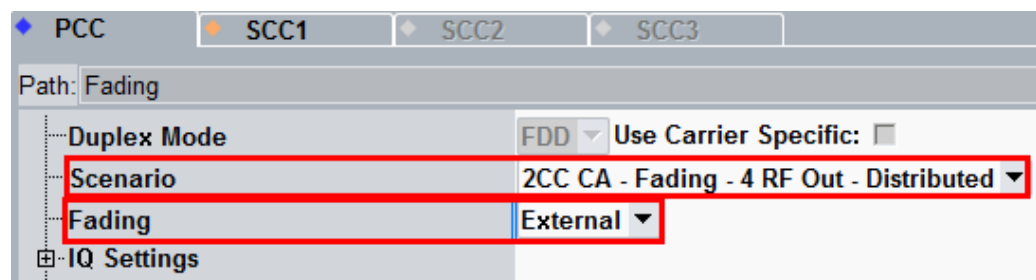 PCC SCC1 SCC2 SCC3
Path: Fading
Duplex Mode FDD Use Carrier Specific:
Scenario 2CC CA - Fading - 4 RF Out - Distributed
Fading External
IQ Settings